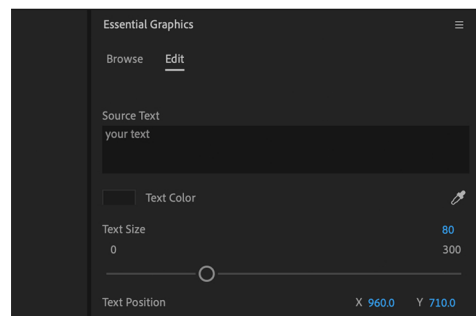 Essential Graphics
Browse Edit
Source Text
your text
Text Color
Text Size 80
0 300
Text Position X 960.0 Y 710.0